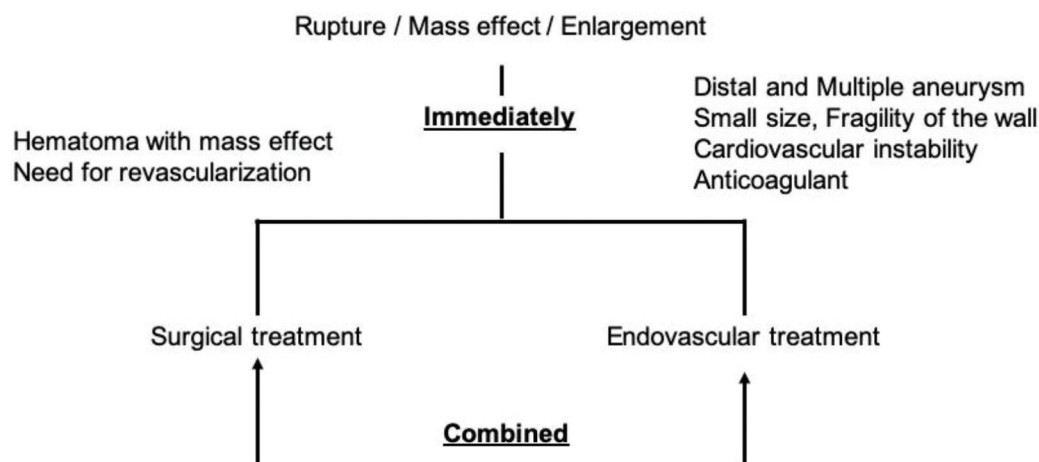 Rupture / Mass effect / Enlargement
Immediately
Hematoma with mass effect
Need for revascularization
Distal and Multiple aneurysm
Small size, Fragility of the wall
Cardiovascular instability
Anticoagulant
Surgical treatment
Endovascular treatment
Combined